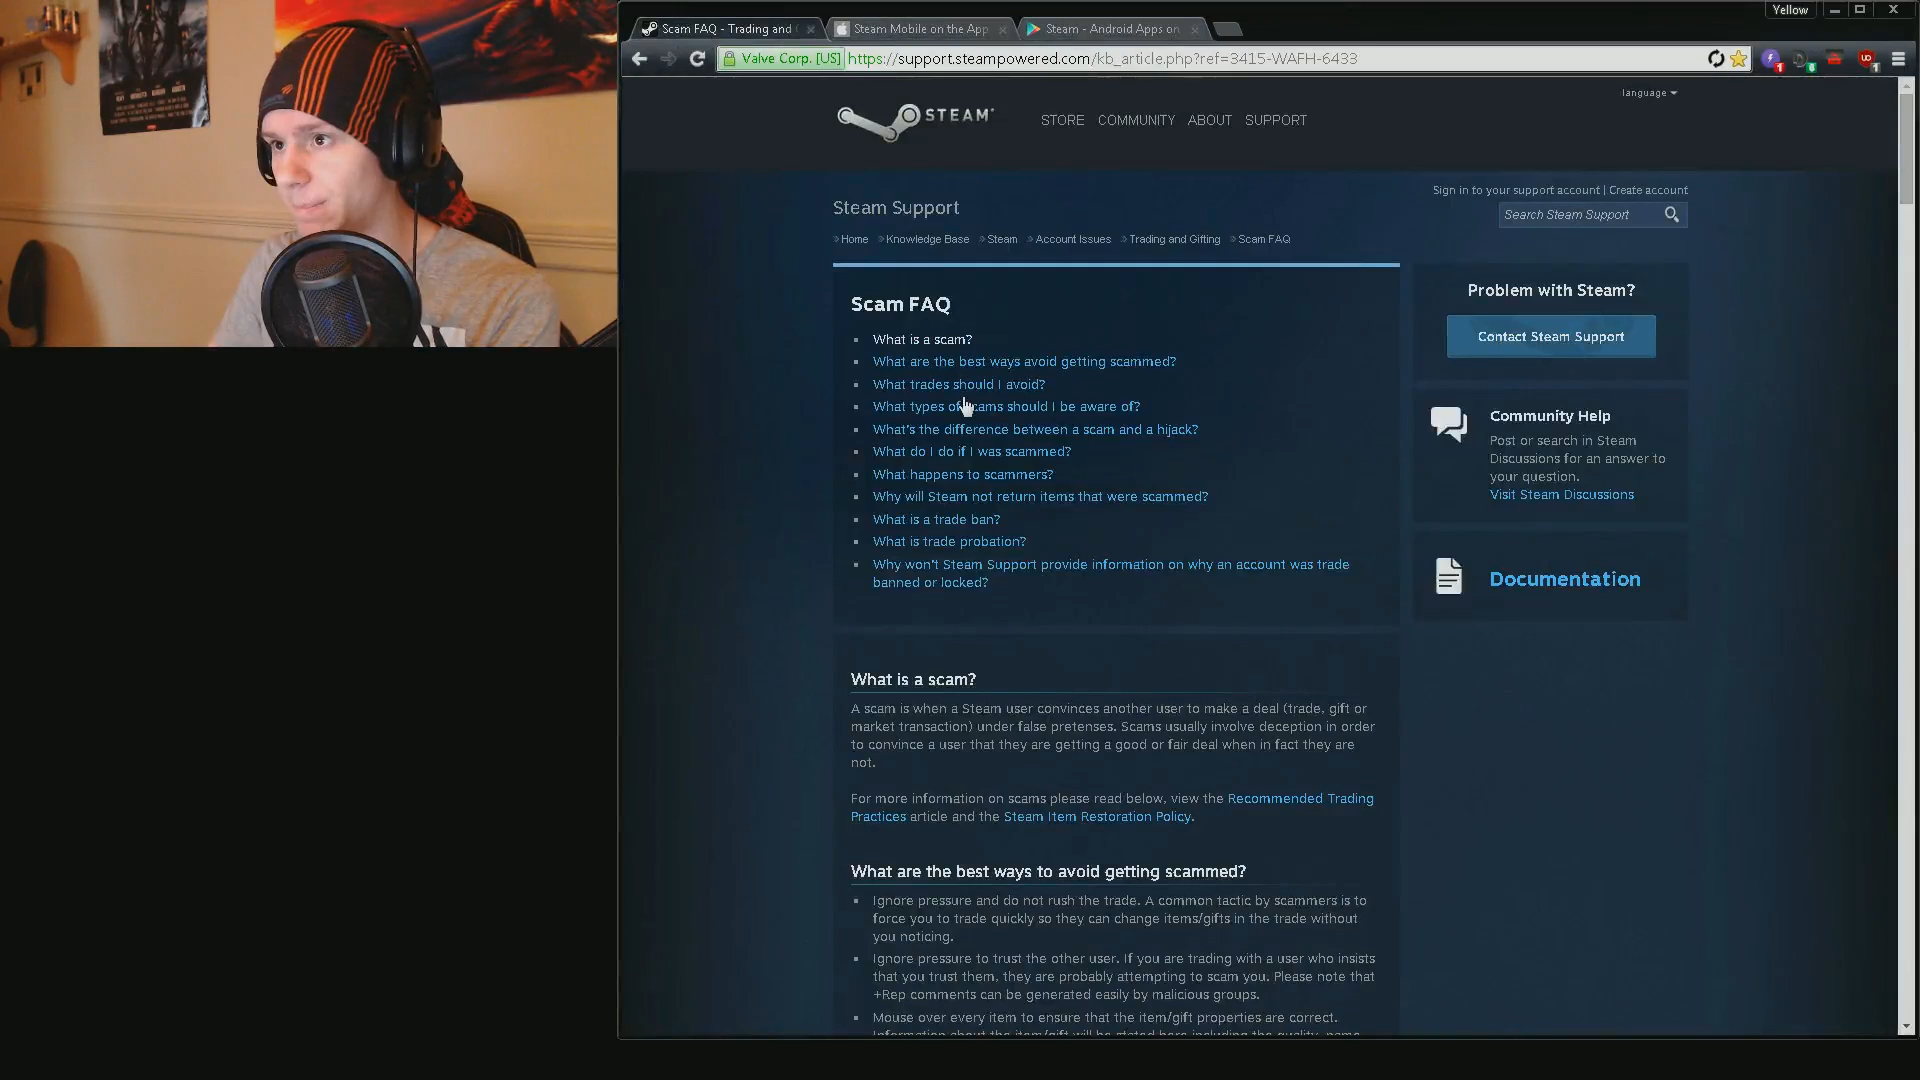 Yellow
Scam FAQ - Trading and
Steam Mobile on the App
Steam - Android Apps on
Valve Corp. [US] https://support.steampowered.com/kb_article.php?ref=3415-WAFH-6433
language
STEAM
STORE COMMUNITY ABOUT SUPPORT
Sign in to your support account | Create account
Steam Support
Search Steam Support
Home Knowledge Base Steam Account Issues Trading and Gifting Scam FAQ
Scam FAQ
What is a scam?
What are the best ways avoid getting scammed?
What trades should I avoid?
What types of scams should I be aware of?
What's the difference between a scam and a hijack?
What do I do if I was scammed?
What happens to scammers?
Why will Steam not return items that were scammed?
What is a trade ban?
What is trade probation?
Why won't Steam Support provide information on why an account was trade
banned or locked?
Problem with Steam?
Contact Steam Support
Community Help
Post or search in Steam
Discussions for an answer to
your question.
Visit Steam Discussions
Documentation
What is a scam?
A scam is when a Steam user convinces another user to make a deal (trade, gift or
market transaction) under false pretenses. Scams usually involve deception in order
to convince a user that they are getting a good or fair deal when in fact they are
not.
For more information on scams please read below, view the Recommended Trading
Practices article and the Steam Item Restoration Policy.
What are the best ways to avoid getting scammed?
Ignore pressure and do not rush the trade. A common tactic by scammers is to
force you to trade quickly so they can change items/gifts in the trade without
you noticing.
Ignore pressure to trust the other user. If you are trading with a user who insists
that you trust them, they are probably attempting to scam you. Please note that
+Rep comments can be generated easily by malicious groups.
Mouse over every item to ensure that the item/gift properties are correct.
Information about the item/gift will be stated here including the quality, name